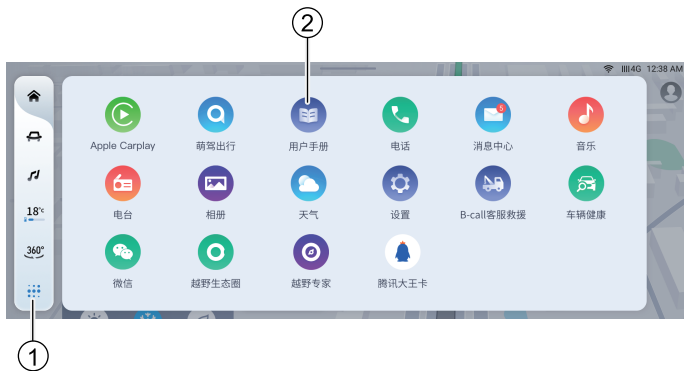 2
4G 12:38 AM
Apple Carplay
萌驾出行
用户手册
电话
5
消息中心
音乐
18°c
电台
相册
天气
设置
B-call客服救援
车辆健康
360°
微信
越野生态圈
越野专家
腾讯大王卡
1